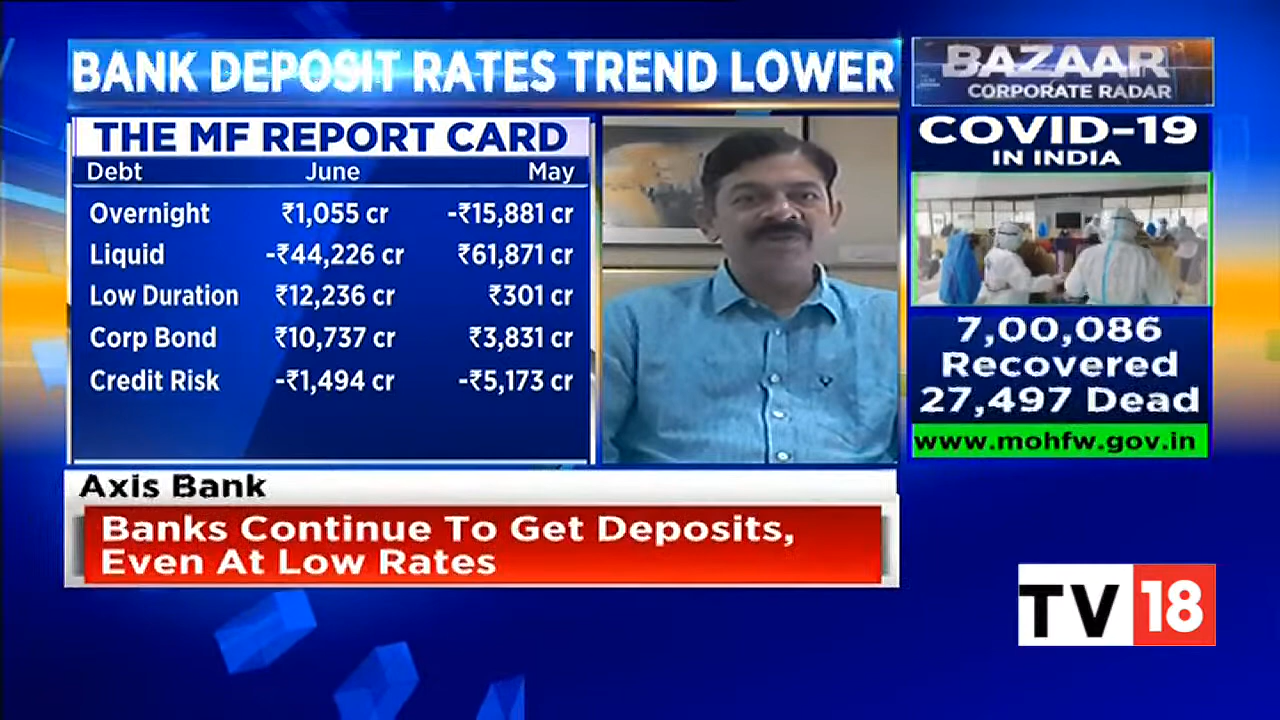 BANK DEPOSIT RATES TREND LOWER
THE MF REPORT CARD
Debt June May
Overnight ₹1,055 cr -₹15,881 cr
Liquid -₹44,226 cr ₹61,871 cr
Low Duration ₹12,236 cr ₹301 cr
Corp Bond ₹10,737 cr ₹3,831 cr
Credit Risk -₹1,494 cr -₹5,173 cr
Axis Bank
Banks Continue To Get Deposits,
Even At Low Rates
BAZAAR
CORPORATE RADAR
COVID-19
IN INDIA
7,00,086
Recovered
27,497 Dead
www.mohfw.gov.in
TV18